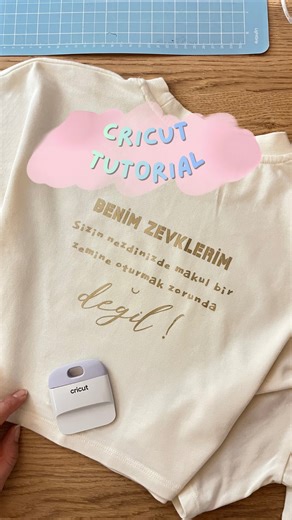 CRICUT
TUTORIAL
BENİM ZEVKLERİM
Sizin nezdinizde makul bir
zemine oturmak zorunda
değil!
cricut